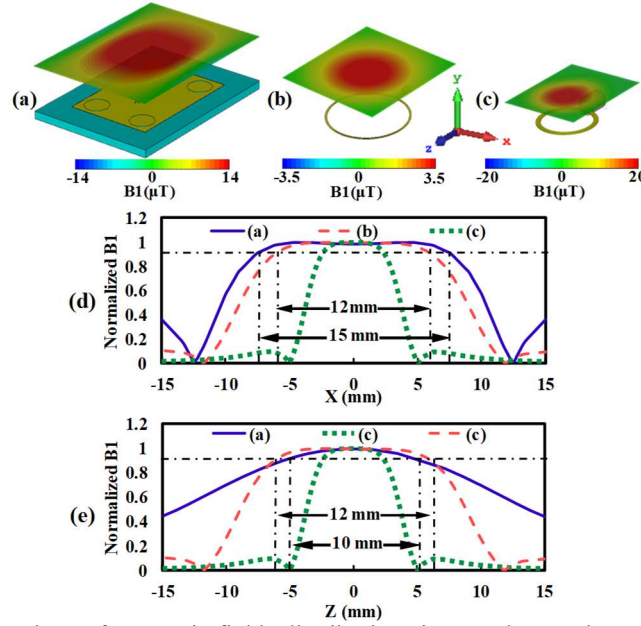 (a)
(b)
(c)
y
z
x
-14 0 14
B1(μT)
-3.5 0 3.5
B1(μT)
-20 0 20
B1(μT)
(d)
Normalized B1
1.2
1
0.8
0.6
0.4
0.2
0
(a) (b) (c)
12mm
15 mm
-15 -10 -5 0 5 10 15
X (mm)
(e)
Normalized B1
1.2
1
0.8
0.6
0.4
0.2
0
(a) (c) (c)
12 mm
10 mm
-15 -10 -5 0 5 10 15
Z (mm)